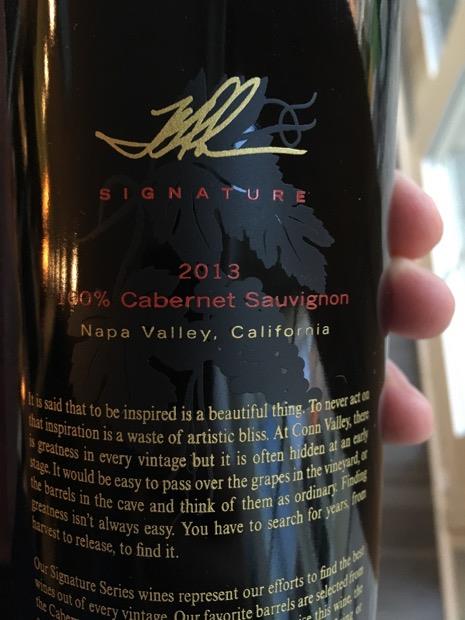 SIGNATURE
2013
100% Cabernet Sauvignon
Napa Valley, California
It is said that to be inspired is a beautiful thing. To never act on
that inspiration is a waste of artistic bliss. At Conn Valley, there
is greatness in every vintage but it is often hidden at an early
stage. It would be easy to pass over the grapes in the vineyard, or
the barrels in the cave and think of them as ordinary. Finding
greatness isn't always easy. You have to search for years, from
harvest to release, to find it.
Our Signature Series wines represent our efforts to find the best
wines out of every vintage. Our favorite barrels are selected from
the this wine, the